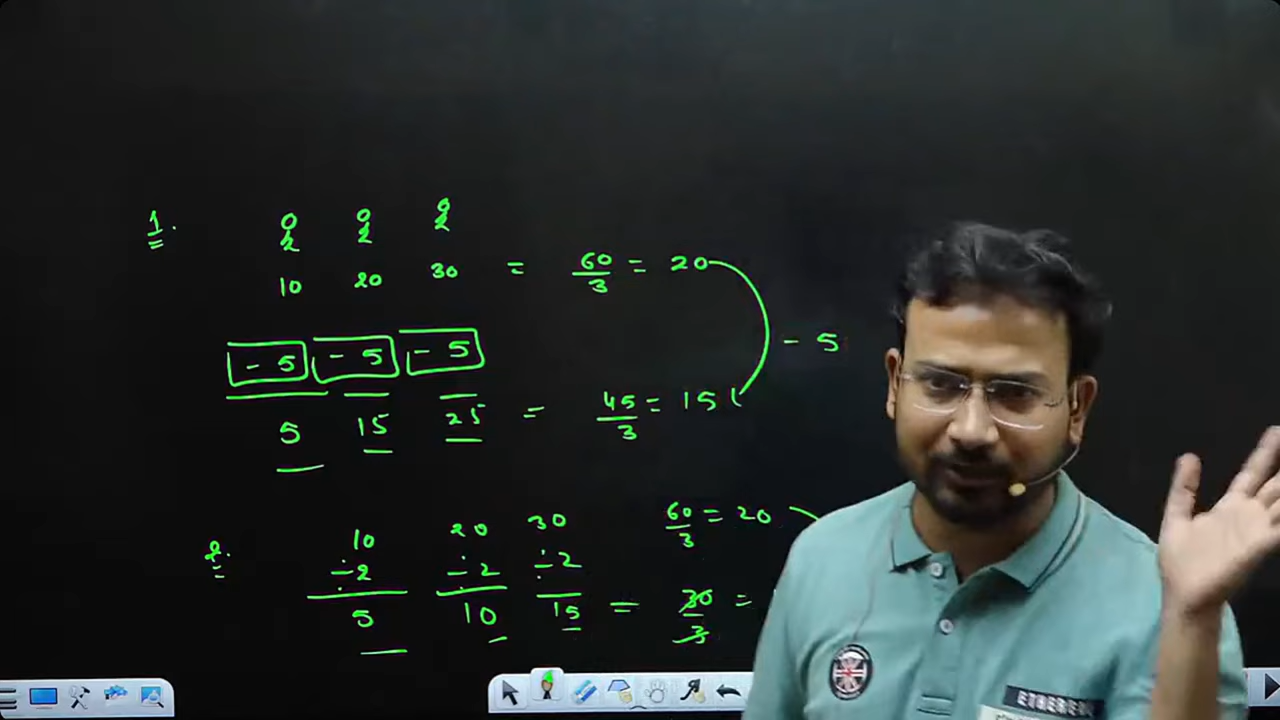 1.
10 20 30 = 60/3 = 20
- 5 - 5 - 5
- 5
5 15 25 = 45/3 = 15
2.
10 20 30 60/3 = 20
÷2 ÷2 ÷2
5 10 15 = 30/3 =